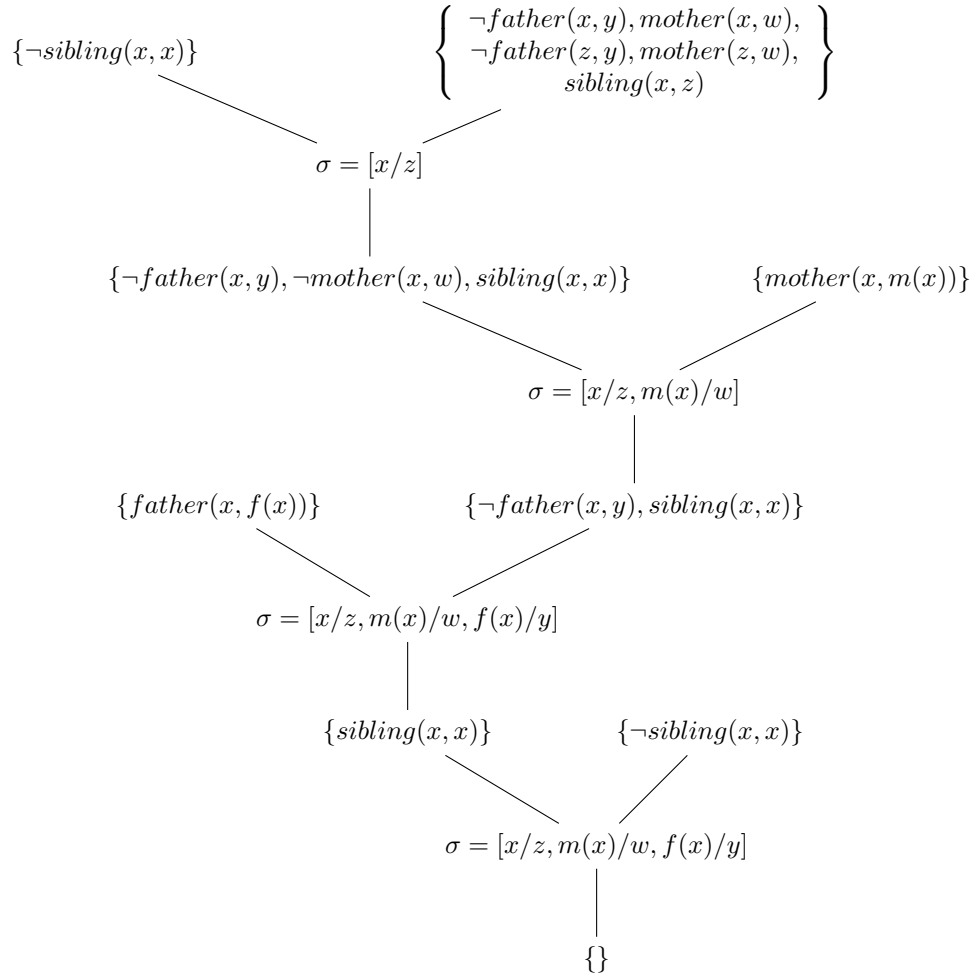 {¬sibling(x, x)}
{ ¬father(x, y), mother(x, w),
¬father(z, y), mother(z, w),
sibling(x, z) }
σ = [x/z]
{¬father(x, y), ¬mother(x, w), sibling(x, x)}
{mother(x, m(x))}
σ = [x/z, m(x)/w]
{father(x, f(x))}
{¬father(x, y), sibling(x, x)}
σ = [x/z, m(x)/w, f(x)/y]
{sibling(x, x)}
{¬sibling(x, x)}
σ = [x/z, m(x)/w, f(x)/y]
{}